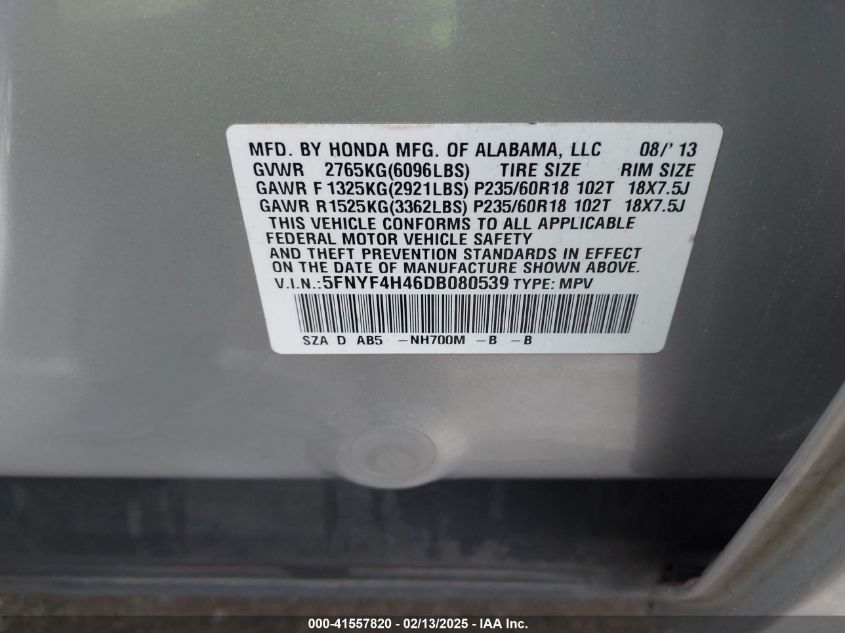 MFD. BY HONDA MFG. OF ALABAMA, LLC 08/' 13
GVWR 2765KG(6096LBS) TIRE SIZE RIM SIZE
GAWR F 1325KG(2921LBS) P235/60R18 102T 18X7.5J
GAWR R1525KG(3362LBS) P235/60R18 102T 18X7.5J
THIS VEHICLE CONFORMS TO ALL APPLICABLE
FEDERAL MOTOR VEHICLE SAFETY
AND THEFT PREVENTION STANDARDS IN EFFECT
ON THE DATE OF MANUFACTURE SHOWN ABOVE.
V.I.N.:5FNYF4H46DB080539 TYPE: MPV
SZA D AB5 -NH700M -B -B
000-41557820 - 02/13/2025 - IAA Inc.